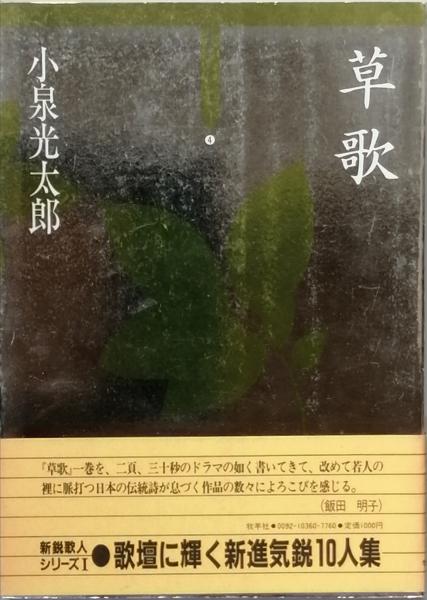 草歌
小泉光太郎
4
『草歌』一巻を、二頁、三十秒のドラマの如く書いてきて、改めて若人の
裡に脈打つ日本の伝統詩が息づく作品の数々によろこびを感じる。
(飯田 明子)
牧羊社●0092-10360-7760●定価1000円
新鋭歌人
シリーズⅠ
●歌壇に輝く新進気鋭10人集